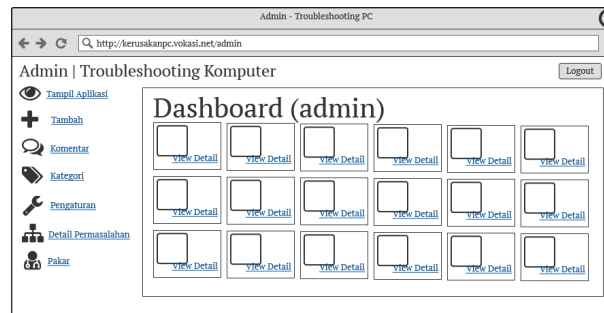 Admin - Troubleshooting PC
http://kerusakanpc.vokasi.net/admin
Admin | Troubleshooting Komputer
Logout
Tampil Aplikasi
Tambah
Komentar
Kategori
Pengaturan
Detail Permasalahan
Pakar
Dashboard (admin)
View Detail View Detail View Detail View Detail View Detail View Detail
View Detail View Detail View Detail View Detail View Detail View Detail
View Detail View Detail View Detail View Detail View Detail View Detail